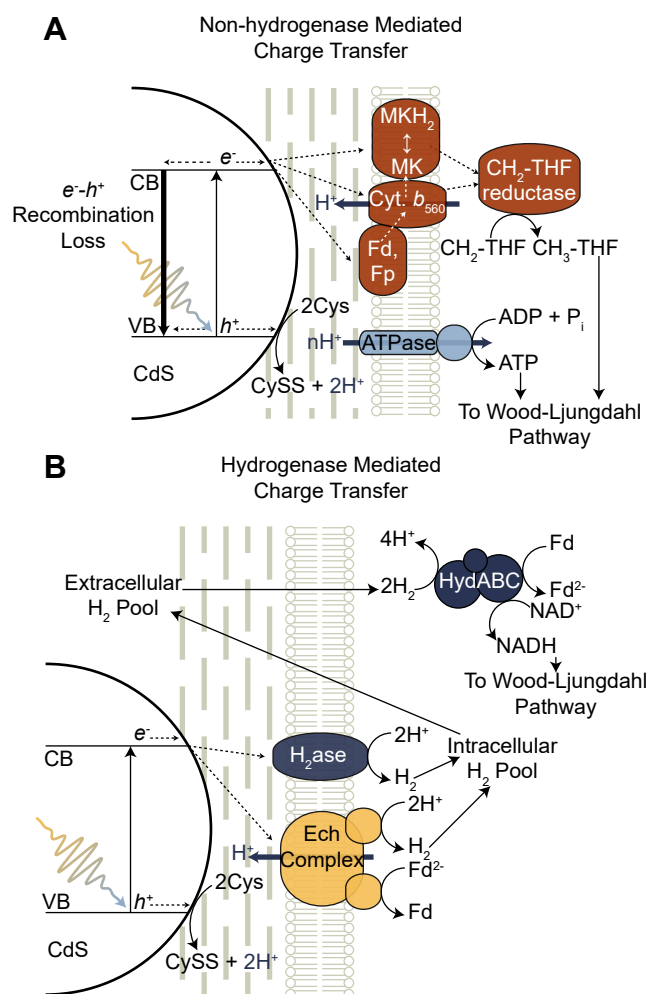 A
Non-hydrogenase Mediated
Charge Transfer
e⁻
CB
e⁻-h⁺
Recombination
Loss
VB
h⁺
CdS
2Cys
CySS + 2H⁺
H⁺
nH⁺
MKH₂
MK
Cyt. b₅₆₀
Fd,
Fp
CH₂-THF
reductase
CH₂-THF CH₃-THF
ATPase
ADP + Pᵢ
ATP
To Wood-Ljungdahl
Pathway
B
Hydrogenase Mediated
Charge Transfer
Extracellular
H₂ Pool
4H⁺
2H₂
HydABC
Fd
Fd²⁻
NAD⁺
NADH
To Wood-Ljungdahl
Pathway
e⁻
CB
VB
h⁺
CdS
2Cys
CySS + 2H⁺
H₂ase
2H⁺
H₂
Intracellular
H₂ Pool
H⁺
Ech
Complex
2H⁺
H₂
Fd²⁻
Fd